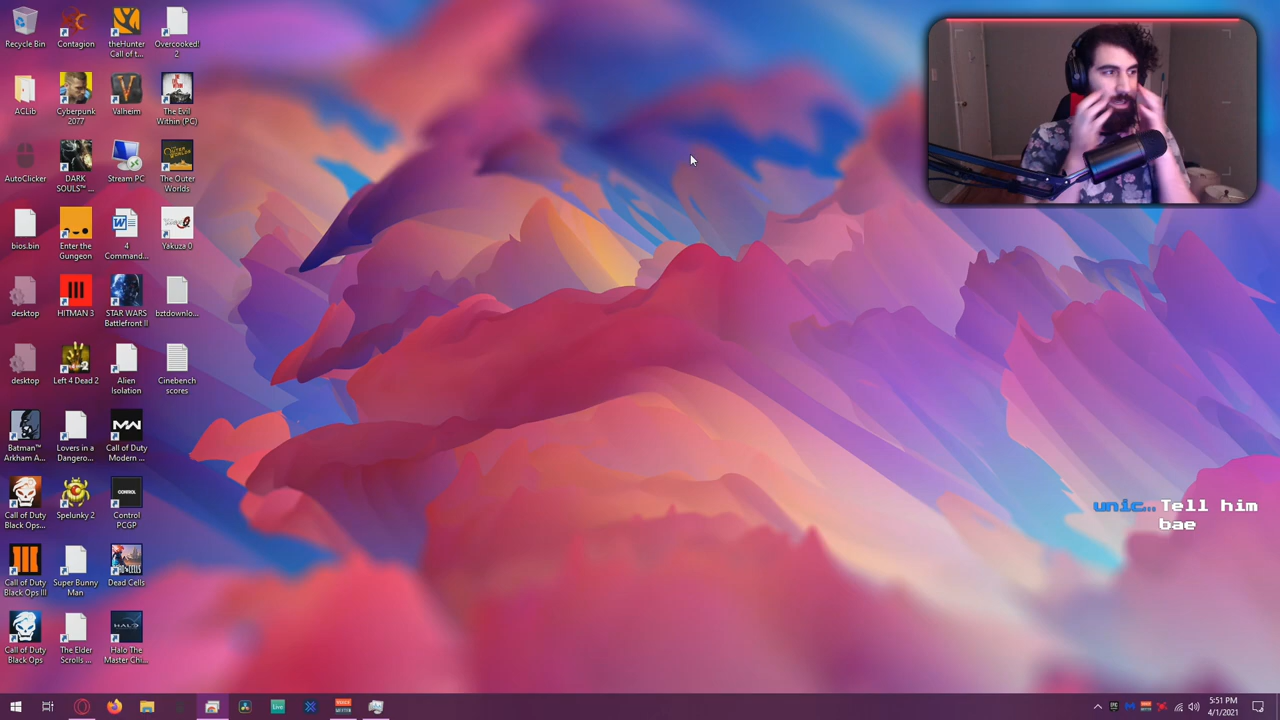 Recycle Bin
Contagion
theHunter
Call of t...
Overcooked!
2
ACLib
Cyberpunk
2077
Valheim
The Evil
Within (PC)
AutoClicker
DARK
SOULS™ ...
Stream PC
The Outer
Worlds
bios.bin
Enter the
Gungeon
4
Command...
Yakuza 0
desktop
HITMAN 3
STAR WARS
Battlefront II
bztdownlo...
desktop
Left 4 Dead 2
Alien
Isolation
Cinebench
scores
Batman™
Arkham A...
Lovers in a
Dangero...
Call of Duty
Modern ...
Call of Duty
Black Ops...
Spelunky 2
CONTROL
Control
PCGP
unic... Tell him
bae
Call of Duty
Black Ops III
Super Bunny
Man
Dead Cells
Call of Duty
Black Ops
The Elder
Scrolls ...
HALO
Halo The
Master Chi...
Live
5:51 PM
4/1/2021